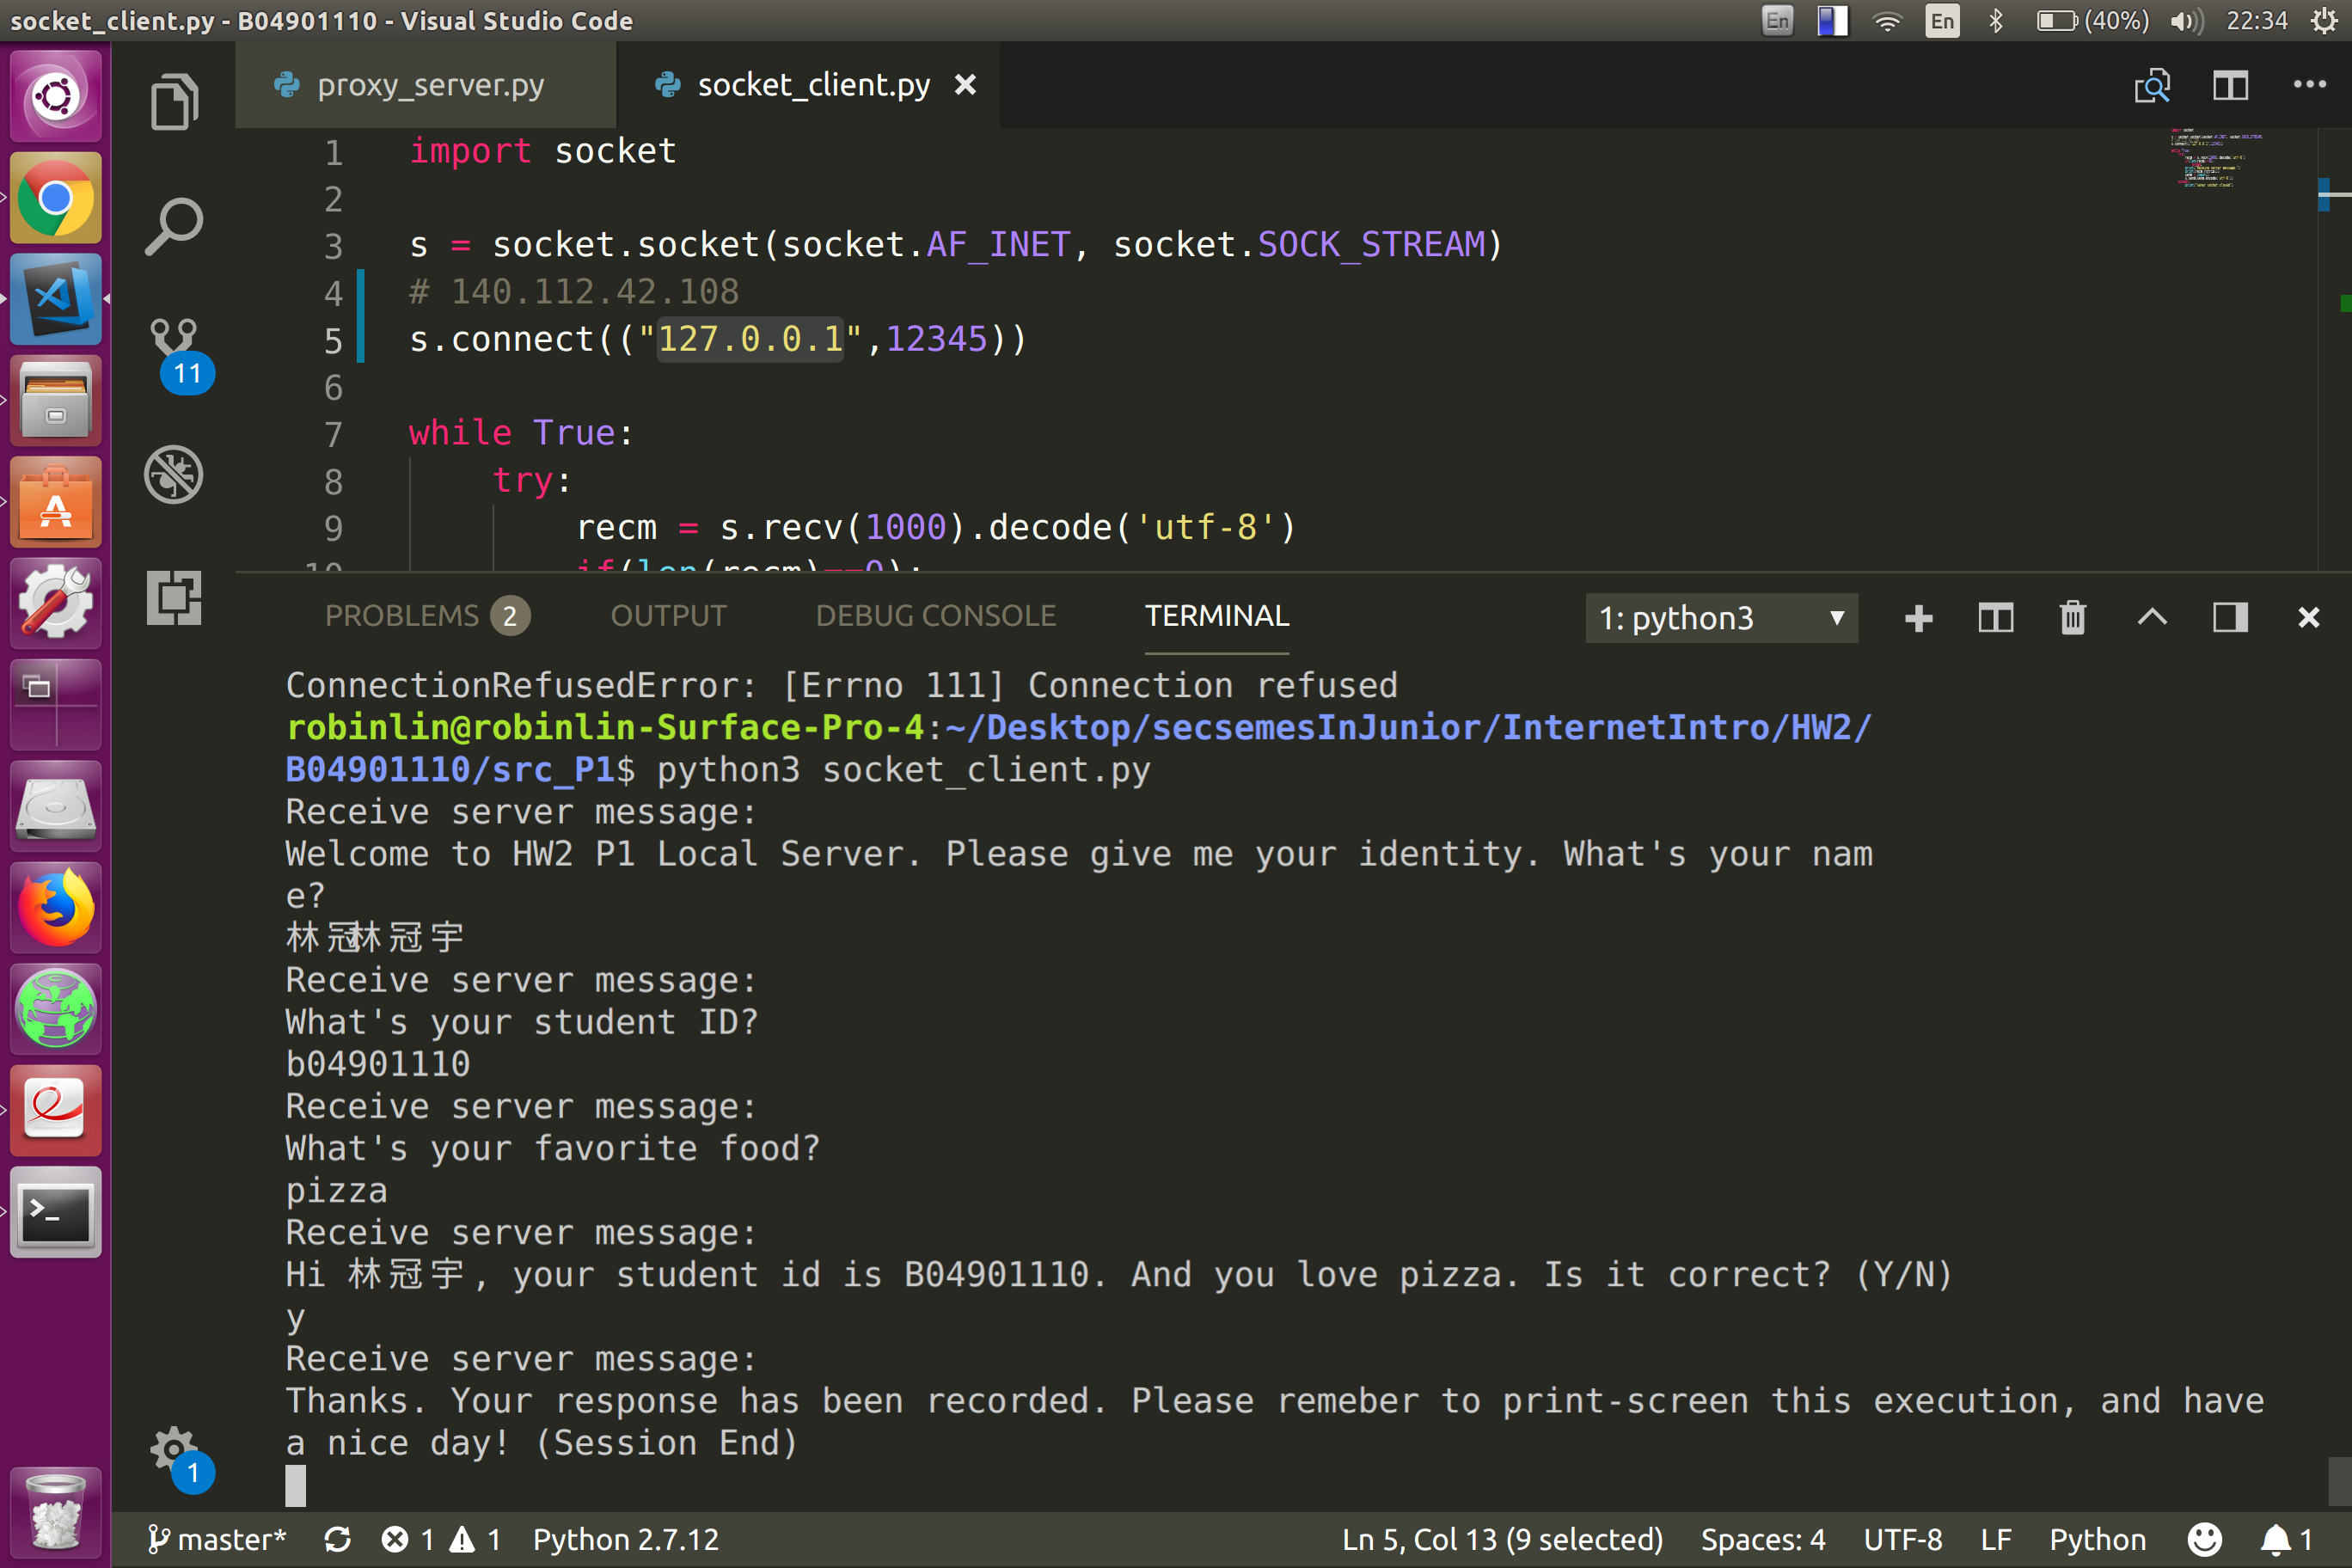 socket_client.py - B04901110 - Visual Studio Code
En
En
(40%)
22:34
proxy_server.py
socket_client.py
1 import socket
2
3 s = socket.socket(socket.AF_INET, socket.SOCK_STREAM)
4 # 140.112.42.108
5 s.connect(("127.0.0.1",12345))
6
7 while True:
8 try:
9 recm = s.recv(1000).decode('utf-8')
10 if(len(recm)==0):
11
PROBLEMS 2
OUTPUT
DEBUG CONSOLE
TERMINAL
1: python3
ConnectionRefusedError: [Errno 111] Connection refused
robinlin@robinlin-Surface-Pro-4:~/Desktop/secsemesInJunior/InternetIntro/HW2/
B04901110/src_P1$ python3 socket_client.py
Receive server message:
Welcome to HW2 P1 Local Server. Please give me your identity. What's your nam
e?
林冠林冠宇
Receive server message:
What's your student ID?
b04901110
Receive server message:
What's your favorite food?
pizza
Receive server message:
Hi 林冠宇, your student id is B04901110. And you love pizza. Is it correct? (Y/N)
y
Receive server message:
Thanks. Your response has been recorded. Please remeber to print-screen this execution, and have
a nice day! (Session End)
1
master*
1
1
Python 2.7.12
Ln 5, Col 13 (9 selected)
Spaces: 4
UTF-8
LF
Python
1